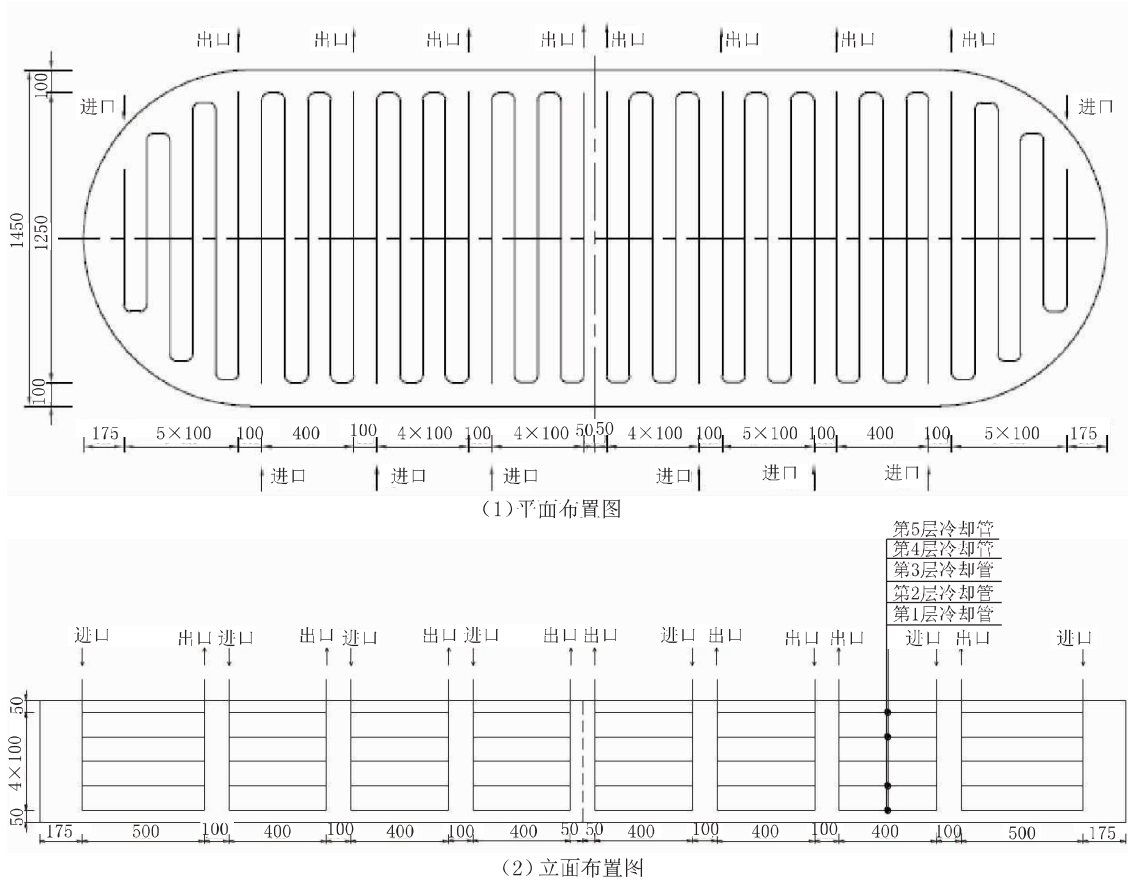 出口 出口 出口 出口 出口 出口 出口 出口
进口 进口
100
1450
1250
100
175 5×100 100 400 100 4×100 100 4×100 50 50 4×100 100 5×100 100 400 100 5×100 175
进口 进口 进口 进口 进口 进口
(1)平面布置图
第5层冷却管
第4层冷却管
第3层冷却管
第2层冷却管
第1层冷却管
进口 出口 进口 出口 进口 出口 进口 出口 出口 进口 出口 出口 出口 进口 出口 进口
50
4×100
50
175 500 100 400 100 400 100 400 50 50 400 100 400 100 400 100 500 175
(2)立面布置图